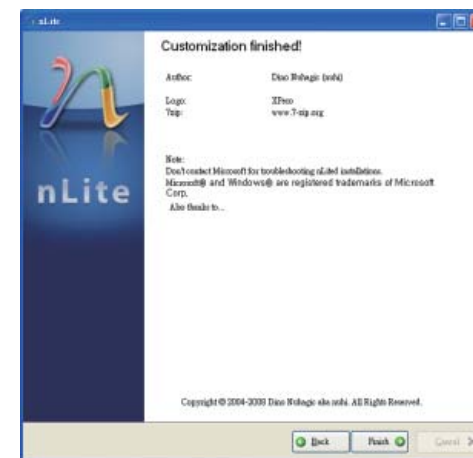 nLite
Customization finished!
Author: Dino Nuhagic (nuhi)
Logo: XPero
7zip: www.7-zip.org
Note:
Don't contact Microsoft for troubleshooting nLited installations.
Microsoft® and Windows® are registered trademarks of Microsoft
Corp.
Also thanks to...
nLite
Copyright © 2004-2008 Dino Nuhagic aka nuhi. All Rights Reserved.
Back
Finish
Cancel